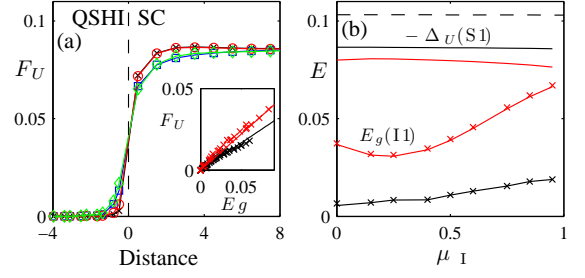 0.1
QSHI
SC
(a)
F_U
0.05
0
−4
0
4
8
Distance
0.05
F_U
0
0
0.05
E g
0.1
(b)
− Δ_U(S1)
E
0.05
E_g(I1)
0
0
0.5
1
μ_I